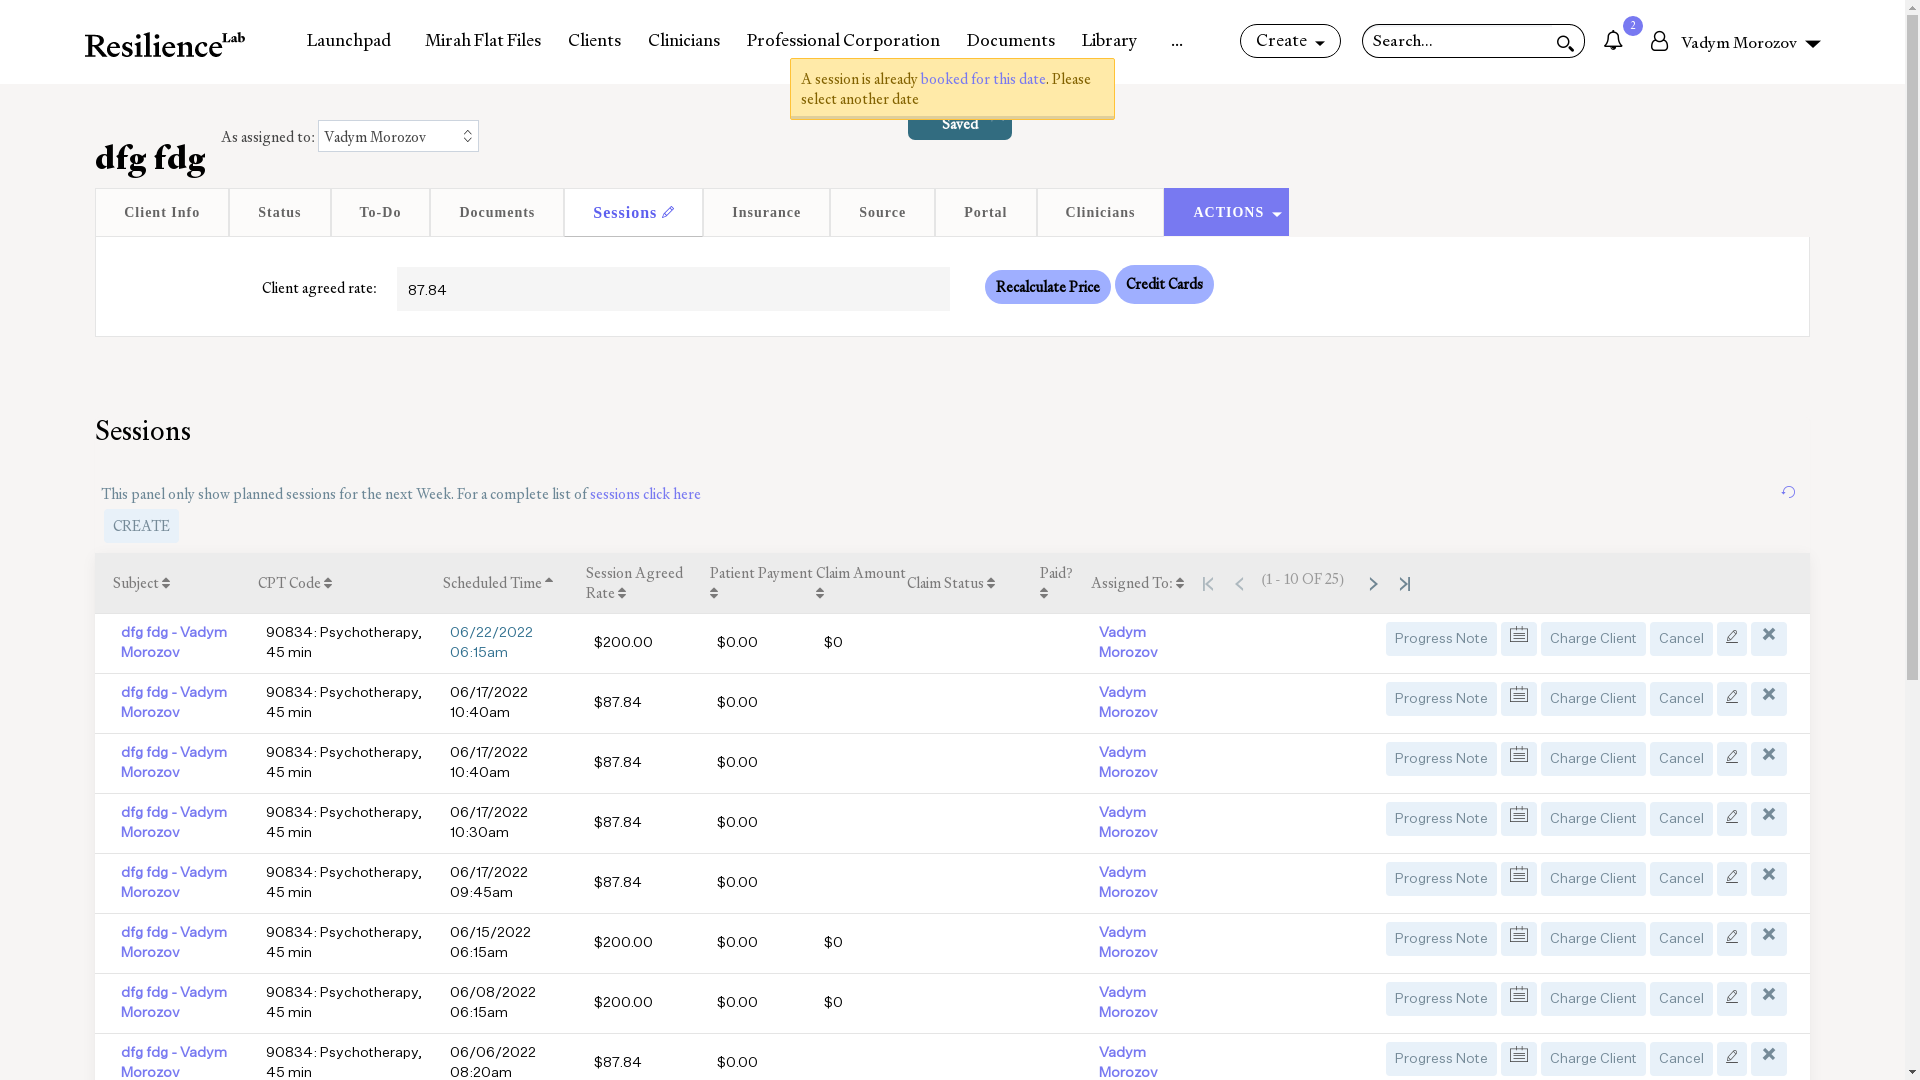 ResilienceLab
Launchpad
Mirah Flat Files
Clients
Clinicians
Professional Corporation
Documents
Library
...
Create
Search...
2
Vadym Morozov
A session is already booked for this date. Please
select another date
Saved
dfg fdg
As assigned to: Vadym Morozov
Client Info
Status
To-Do
Documents
Sessions
Insurance
Source
Portal
Clinicians
ACTIONS
Client agreed rate:
87.84
Recalculate Price
Credit Cards
Sessions
This panel only show planned sessions for the next Week. For a complete list of sessions click here
CREATE
Subject
CPT Code
Scheduled Time
Session Agreed
Rate
Patient Payment
Claim Amount
Claim Status
Paid?
Assigned To:
(1 - 10 OF 25)
dfg fdg - Vadym
Morozov
90834: Psychotherapy,
45 min
06/22/2022
06:15am
$200.00
$0.00
$0
Vadym
Morozov
Progress Note
Charge Client
Cancel
dfg fdg - Vadym
Morozov
90834: Psychotherapy,
45 min
06/17/2022
10:40am
$87.84
$0.00
Vadym
Morozov
Progress Note
Charge Client
Cancel
dfg fdg - Vadym
Morozov
90834: Psychotherapy,
45 min
06/17/2022
10:40am
$87.84
$0.00
Vadym
Morozov
Progress Note
Charge Client
Cancel
dfg fdg - Vadym
Morozov
90834: Psychotherapy,
45 min
06/17/2022
10:30am
$87.84
$0.00
Vadym
Morozov
Progress Note
Charge Client
Cancel
dfg fdg - Vadym
Morozov
90834: Psychotherapy,
45 min
06/17/2022
09:45am
$87.84
$0.00
Vadym
Morozov
Progress Note
Charge Client
Cancel
dfg fdg - Vadym
Morozov
90834: Psychotherapy,
45 min
06/15/2022
06:15am
$200.00
$0.00
$0
Vadym
Morozov
Progress Note
Charge Client
Cancel
dfg fdg - Vadym
Morozov
90834: Psychotherapy,
45 min
06/08/2022
06:15am
$200.00
$0.00
$0
Vadym
Morozov
Progress Note
Charge Client
Cancel
dfg fdg - Vadym
Morozov
90834: Psychotherapy,
45 min
06/06/2022
08:20am
$87.84
$0.00
Vadym
Morozov
Progress Note
Charge Client
Cancel